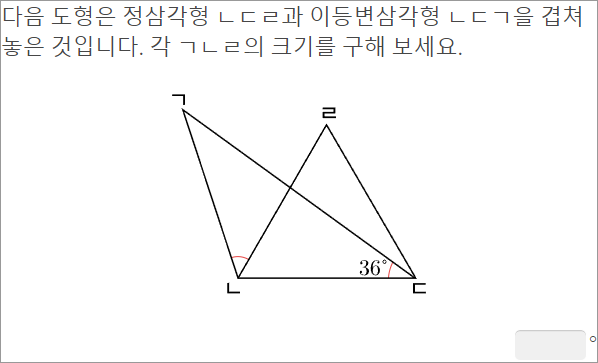 다음 도형은 정삼각형 ㄴㄷㄹ과 이등변삼각형 ㄴㄷㄱ을 겹쳐
놓은 것입니다. 각 ㄱㄴㄹ의 크기를 구해 보세요.
ㄱ
ㄹ
36°
ㄴ
ㄷ
°